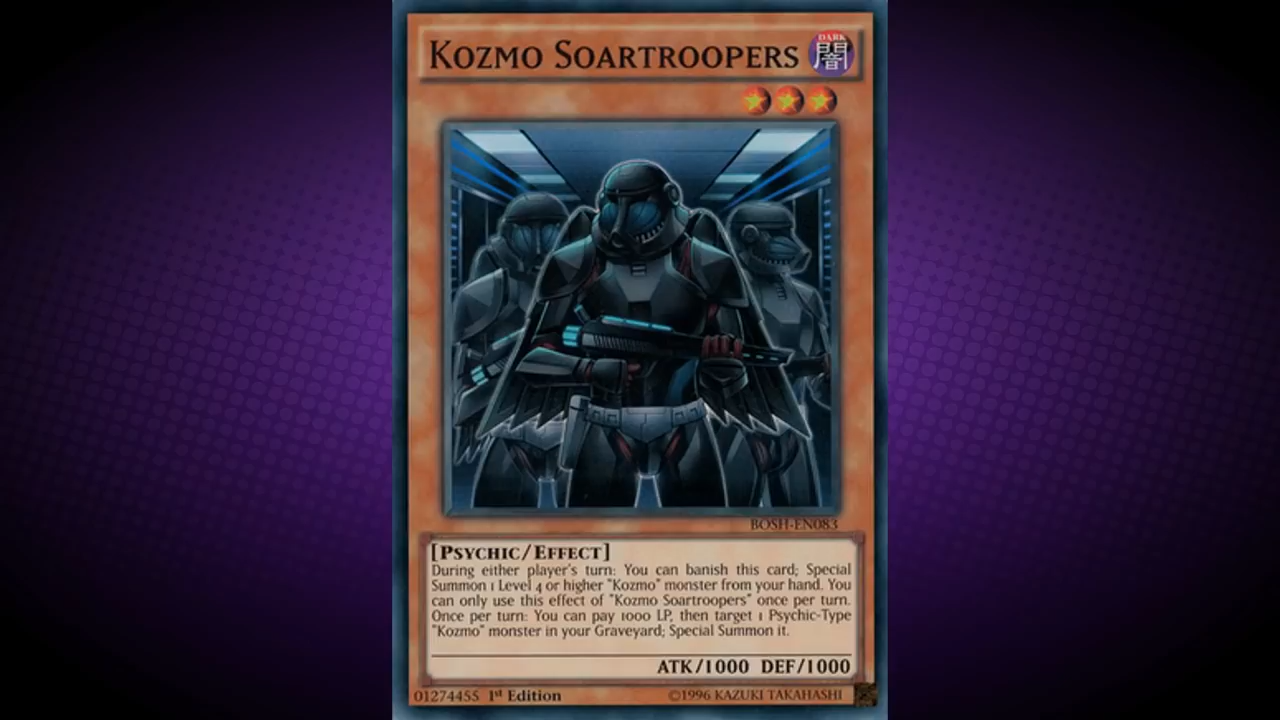 KOZMO SOARTROOPERS
DARK
闇
BOSH-EN083
[PSYCHIC/EFFECT]
During either player's turn: You can banish this card; Special
Summon 1 Level 4 or higher "Kozmo" monster from your hand. You
can only use this effect of "Kozmo Soartroopers" once per turn.
Once per turn: You can pay 1000 LP, then target 1 Psychic-Type
"Kozmo" monster in your Graveyard; Special Summon it.
ATK/1000 DEF/1000
01274455 1st Edition
©1996 KAZUKI TAKAHASHI